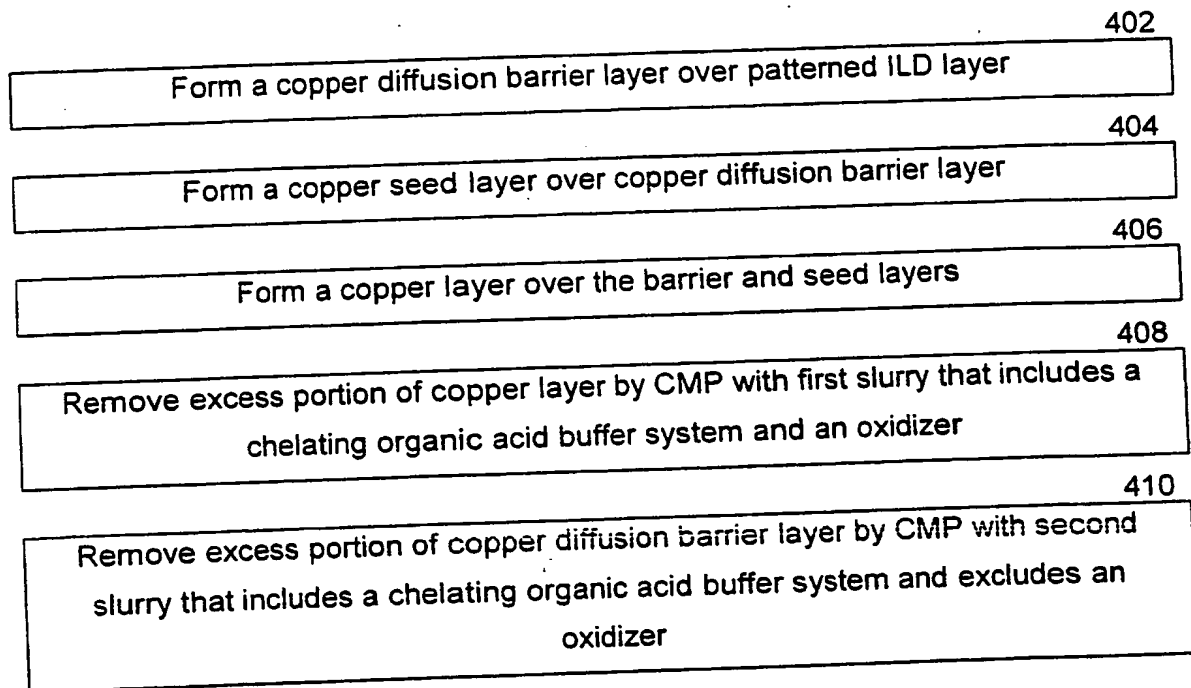 402
Form a copper diffusion barrier layer over patterned ILD layer
404
Form a copper seed layer over copper diffusion barrier layer
406
Form a copper layer over the barrier and seed layers
408
Remove excess portion of copper layer by CMP with first slurry that includes a
chelating organic acid buffer system and an oxidizer
410
Remove excess portion of copper diffusion barrier layer by CMP with second
slurry that includes a chelating organic acid buffer system and excludes an
oxidizer